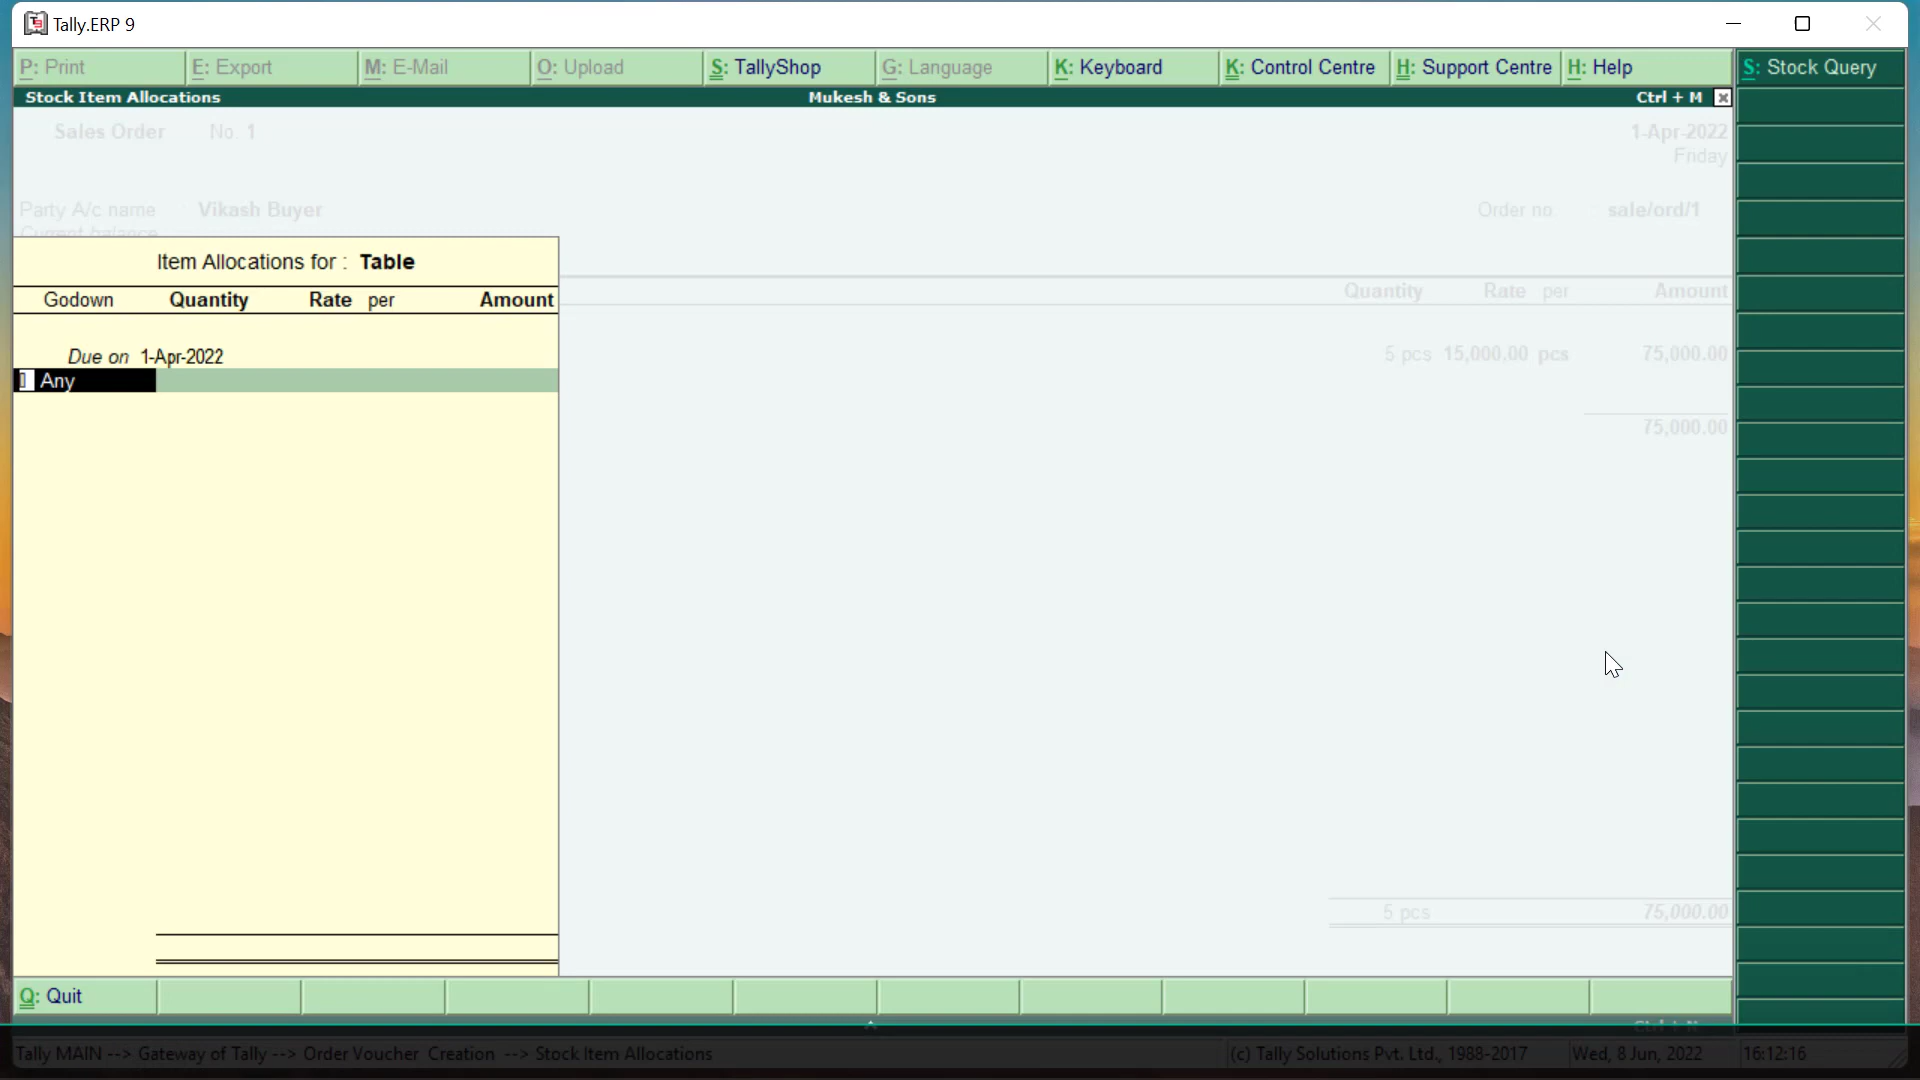 Tally.ERP 9
P: Print E: Export M: E-Mail O: Upload S: TallyShop G: Language K: Keyboard K: Control Centre H: Support Centre H: Help S: Stock Query
Stock Item Allocations Mukesh & Sons Ctrl + M
Sales Order No. 1 1-Apr-2022
Friday
Party A/c name Vikash Buyer Order no. sale/ord/1
Current balance
Item Allocations for : Table
Godown Quantity Rate per Amount
Quantity Rate per Amount
Due on 1-Apr-2022
5 pcs 15,000.00 pcs 75,000.00
Any
75,000.00
5 pcs 75,000.00
Q: Quit
Ctrl + N
Tally MAIN --> Gateway of Tally --> Order Voucher Creation --> Stock Item Allocations (c) Tally Solutions Pvt. Ltd., 1988-2017 Wed, 8 Jun, 2022 16:12:16